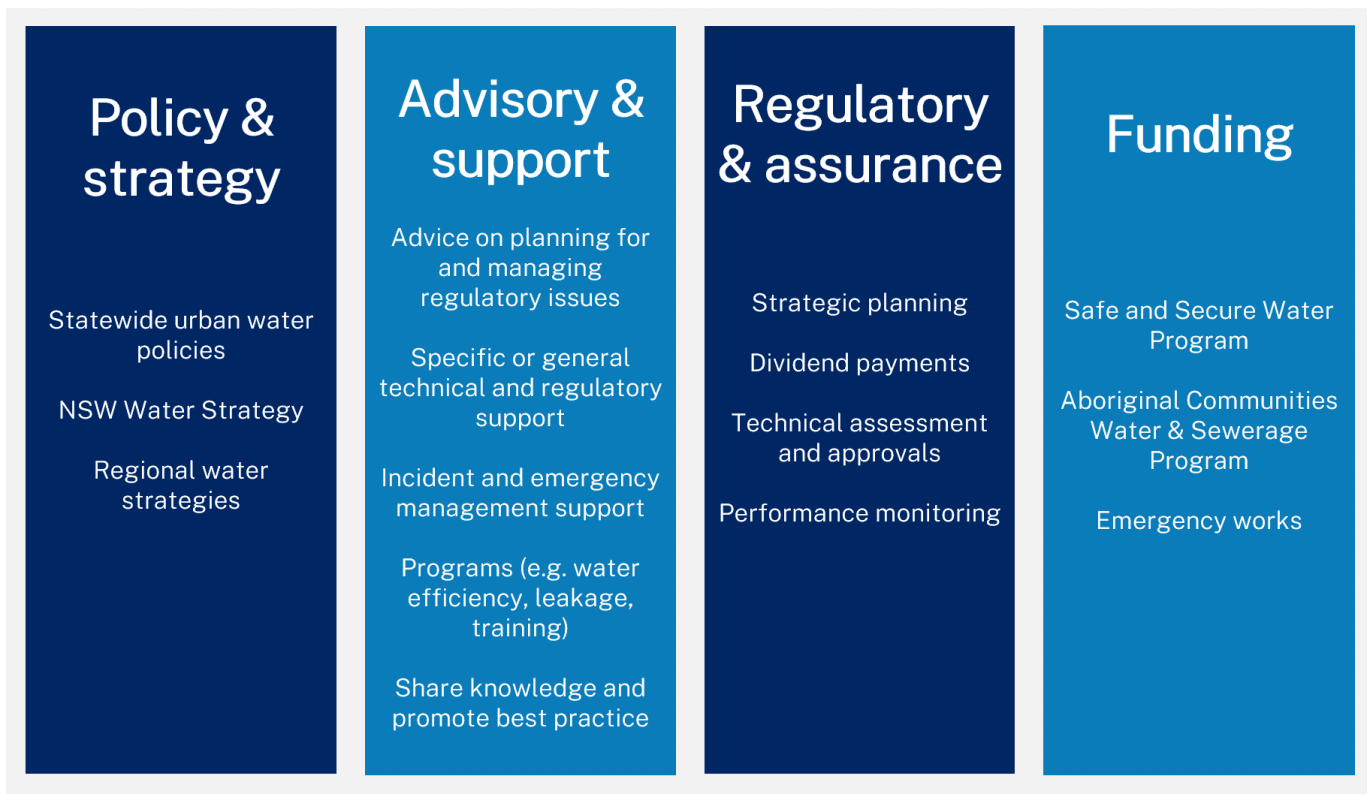 Policy &
strategy
Statewide urban water
policies
NSW Water Strategy
Regional water
strategies
Advisory &
support
Advice on planning for
and managing
regulatory issues
Specific or general
technical and regulatory
support
Incident and emergency
management support
Programs (e.g. water
efficiency, leakage,
training)
Share knowledge and
promote best practice
Regulatory
& assurance
Strategic planning
Dividend payments
Technical assessment
and approvals
Performance monitoring
Funding
Safe and Secure Water
Program
Aboriginal Communities
Water & Sewerage
Program
Emergency works